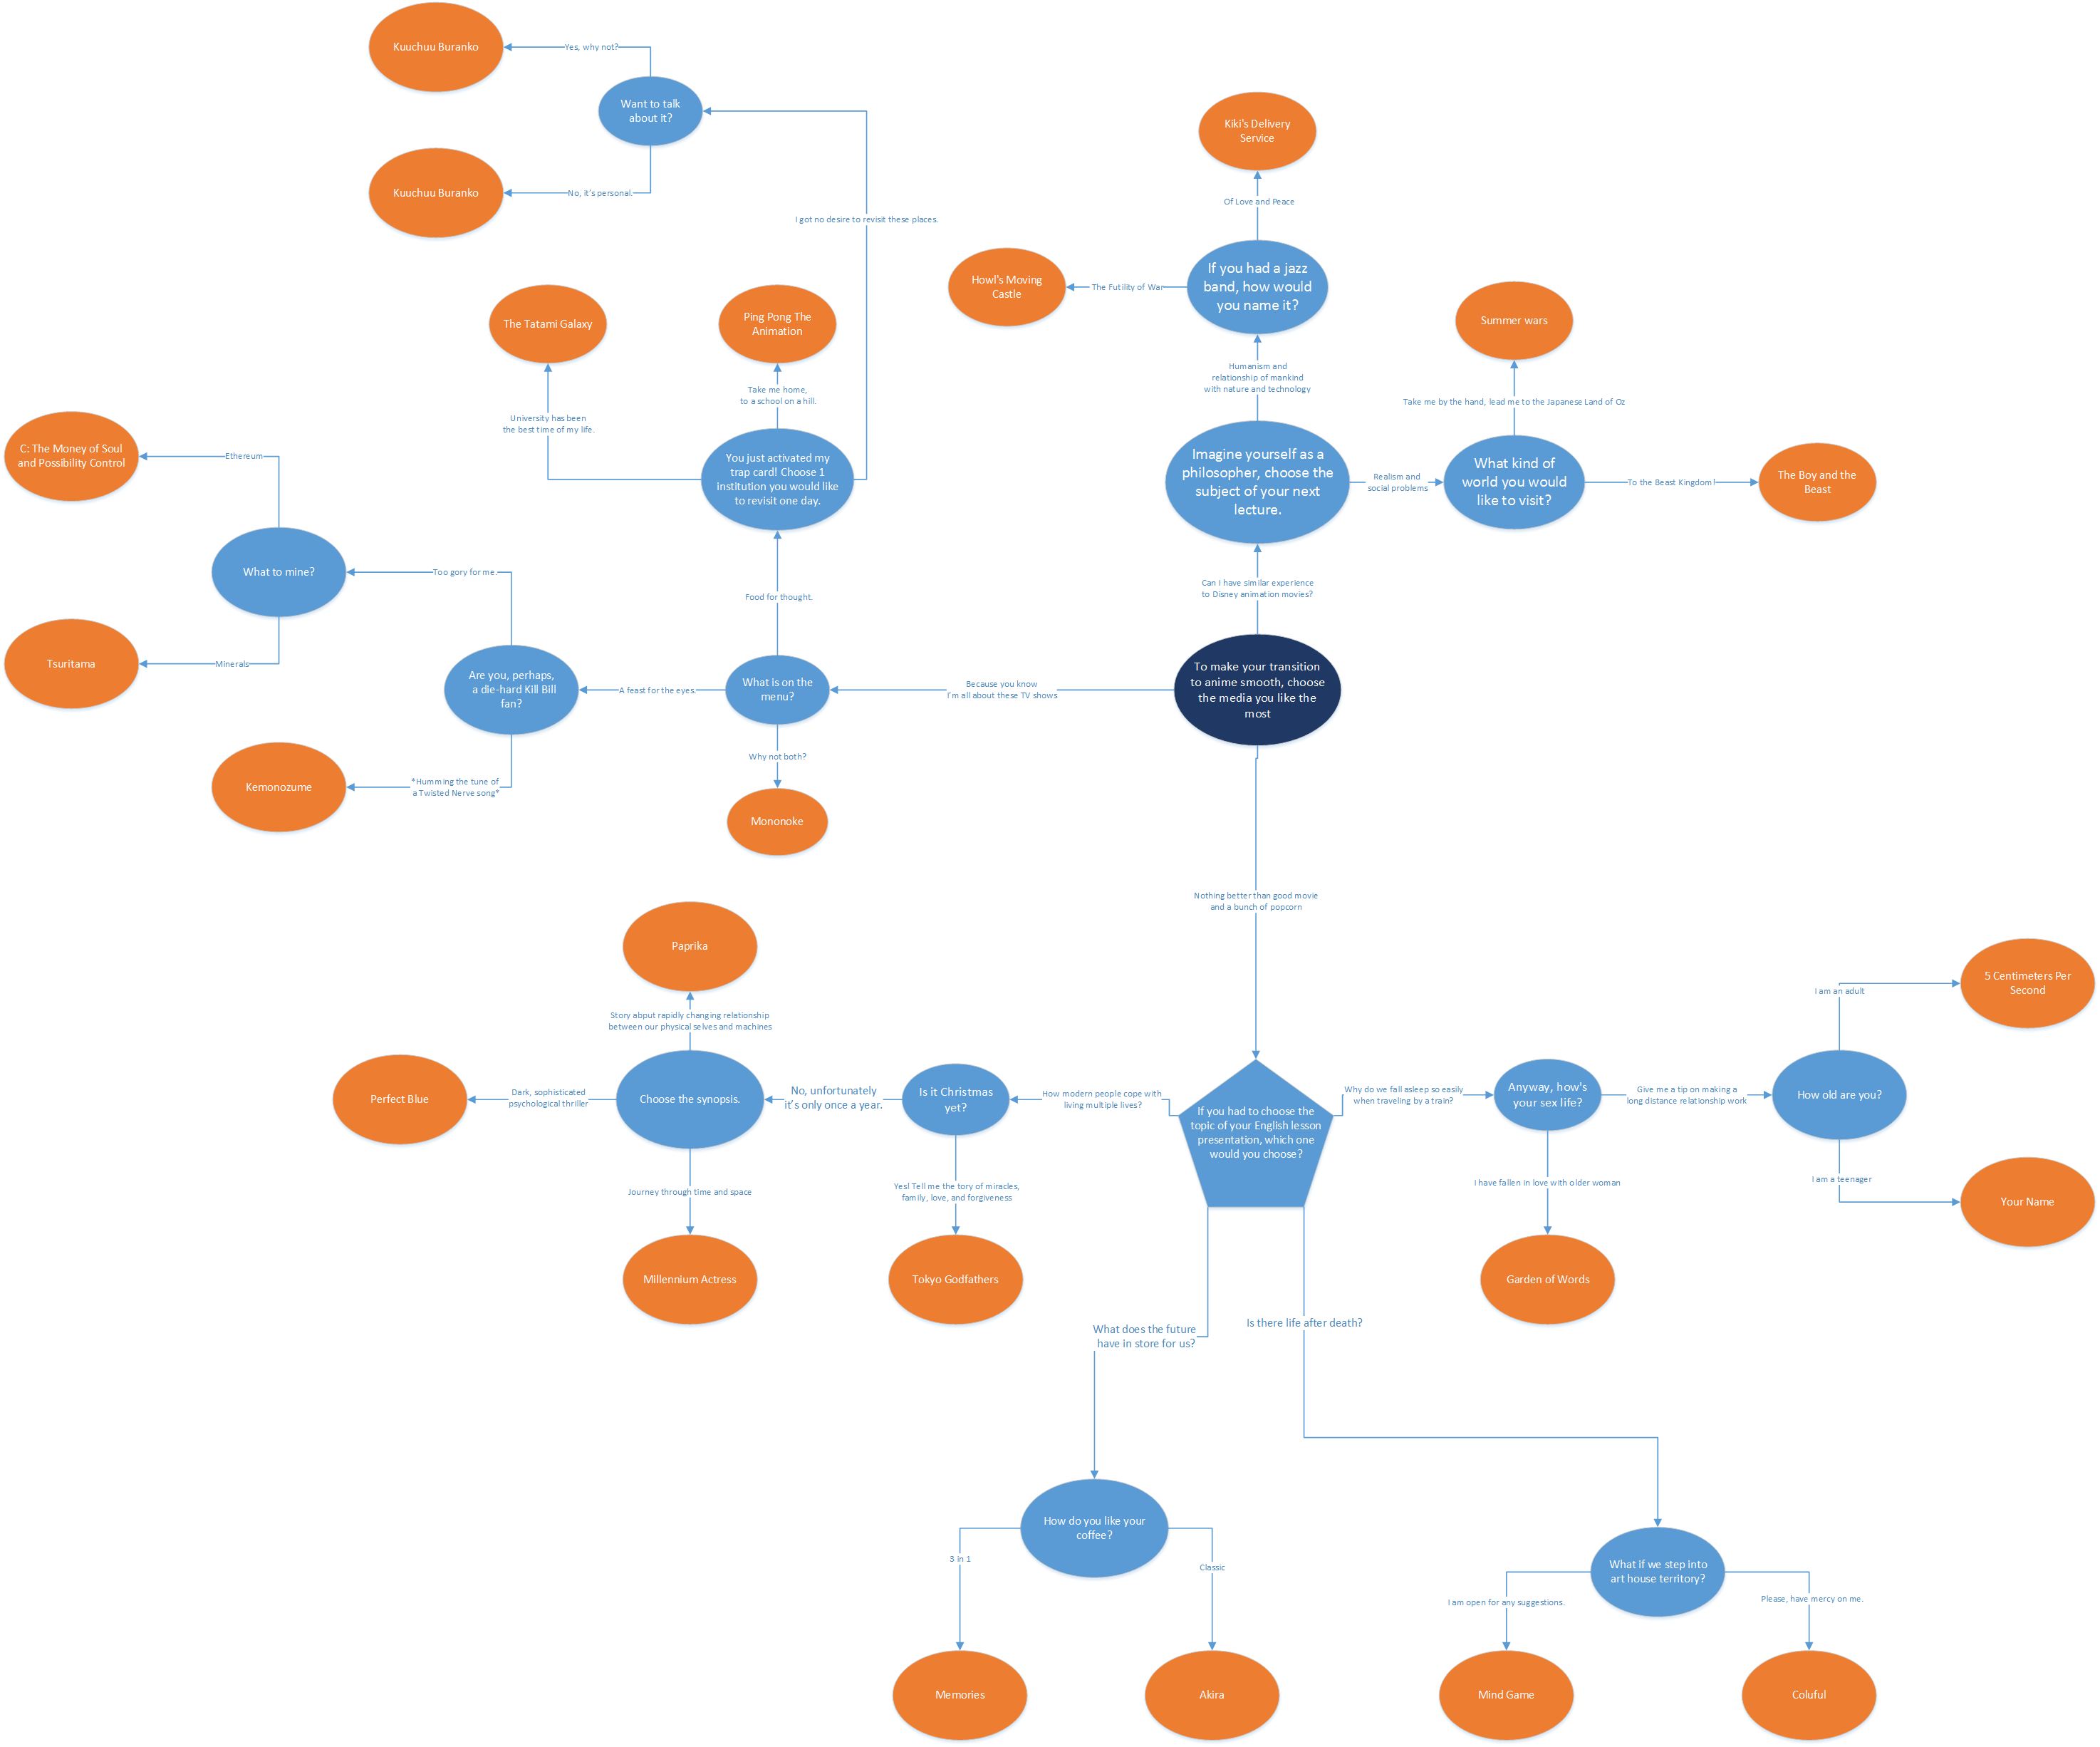 Kuuchuu Buranko
Yes, why not?
Want to talk
about it?
Kuuchuu Buranko
No, it's personal.
I got no desire to revisit these places.
Kiki's Delivery
Service
Of Love and Peace
If you had a jazz
band, how would
you name it?
Howl's Moving
Castle
The Futility of War
Humanism and
relationship of mankind
with nature and technology
The Tatami Galaxy
Ping Pong The
Animation
Take me home,
to a school on a hill.
University has been
the best time of my life.
You just activated my
trap card! Choose 1
institution you would like
to revisit one day.
Summer wars
Take me by the hand, lead me to the Japanese Land of Oz
Imagine yourself as a
philosopher, choose the
subject of your next
lecture.
Realism and
social problems
What kind of
world you would
like to visit?
To the Beast Kingdom!
The Boy and the
Beast
C: The Money of Soul
and Possibility Control
Ethereum
What to mine?
Too gory for me.
Food for thought.
Can I have similar experience
to Disney animation movies?
Tsuritama
Minerals
Are you, perhaps,
a die-hard Kill Bill
fan?
A feast for the eyes.
What is on the
menu?
Because you know
I'm all about these TV shows
To make your transition
to anime smooth, choose
the media you like the
most
Kemonozume
*Humming the tune of
a Twisted Nerve song*
Why not both?
Mononoke
Nothing better than good movie
and a bunch of popcorn
Paprika
Story abput rapidly changing relationship
between our physical selves and machines
Perfect Blue
Dark, sophisticated
psychological thriller
Choose the synopsis.
No, unfortunately
it's only once a year.
Is it Christmas
yet?
How modern people cope with
living multiple lives?
If you had to choose the
topic of your English lesson
presentation, which one
would you choose?
Why do we fall asleep so easily
when traveling by a train?
Anyway, how's
your sex life?
Give me a tip on making a
long distance relationship work
How old are you?
I am an adult
5 Centimeters Per
Second
I am a teenager
Your Name
Journey through time and space
Yes! Tell me the tory of miracles,
family, love, and forgiveness
I have fallen in love with older woman
Millennium Actress
Tokyo Godfathers
Garden of Words
What does the future
have in store for us?
Is there life after death?
How do you like your
coffee?
3 in 1
Classic
What if we step into
art house territory?
I am open for any suggestions.
Please, have mercy on me.
Memories
Akira
Mind Game
Coluful